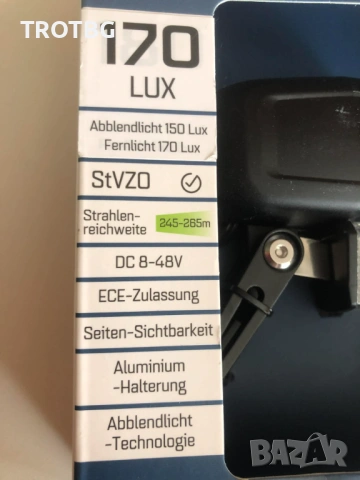 TROTBG
170
LUX
Abblendlicht 150 Lux
Fernlicht 170 Lux
StVZO
Strahlen-
reichweite 245-265m
DC 8-48V
ECE-Zulassung
Seiten-Sichtbarkeit
Aluminium
-Halterung
Abblendlicht
-Technologie
BAZAR